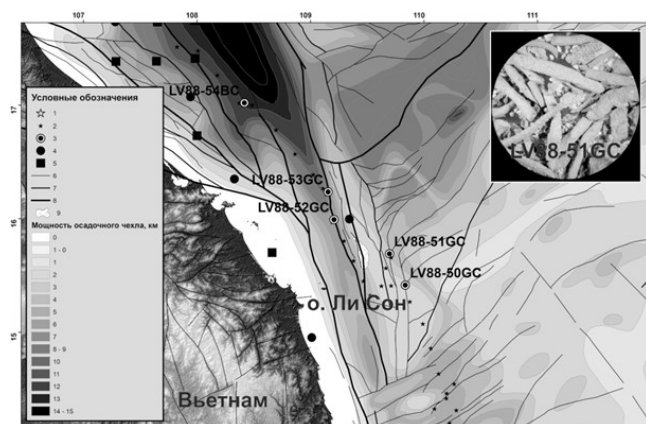 107 108 109 110 111
LV88-54BC
LV88-51GC
17
Условные обозначения
1
2
3
4
5
6
7
8
9
Мощность осадочного чехла, км
0
1 - 0
1
2
3
4
5
6
7
8 - 9
10
11
12
13
14 - 15
LV88-53GC
LV88-52GC
16
LV88-51GC
LV88-50GC
о. Ли Сон
15
Вьетнам